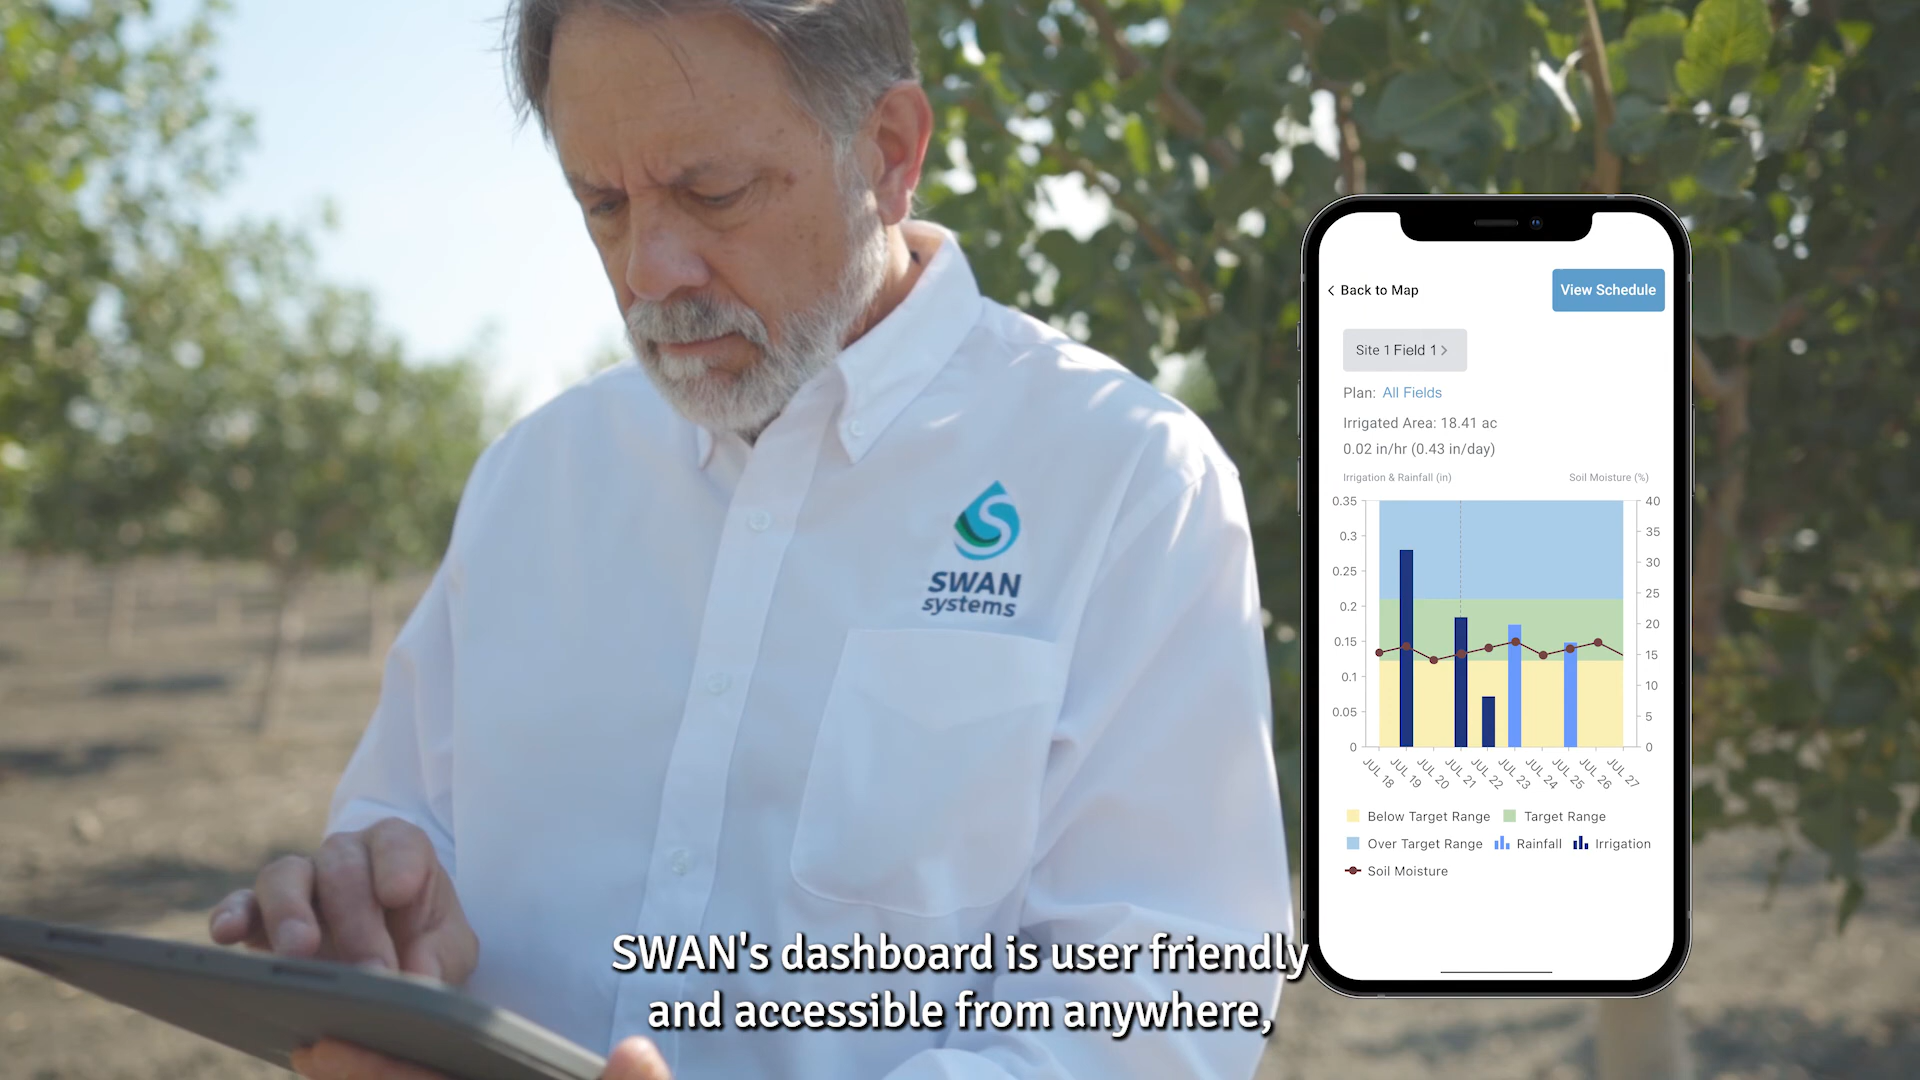 SWAN
systems
Back to Map
View Schedule
Site 1 Field 1
Plan: All Fields
Irrigated Area: 18.41 ac
0.02 in/hr (0.43 in/day)
Irrigation & Rainfall (in)
Soil Moisture (%)
0.35
0.3
0.25
0.2
0.15
0.1
0.05
0
40
35
30
25
20
15
10
5
0
JUL 18
JUL 19
JUL 20
JUL 21
JUL 22
JUL 23
JUL 24
JUL 25
JUL 26
JUL 27
Below Target Range
Target Range
Over Target Range
Rainfall
Irrigation
Soil Moisture
SWAN's dashboard is user friendly
and accessible from anywhere,